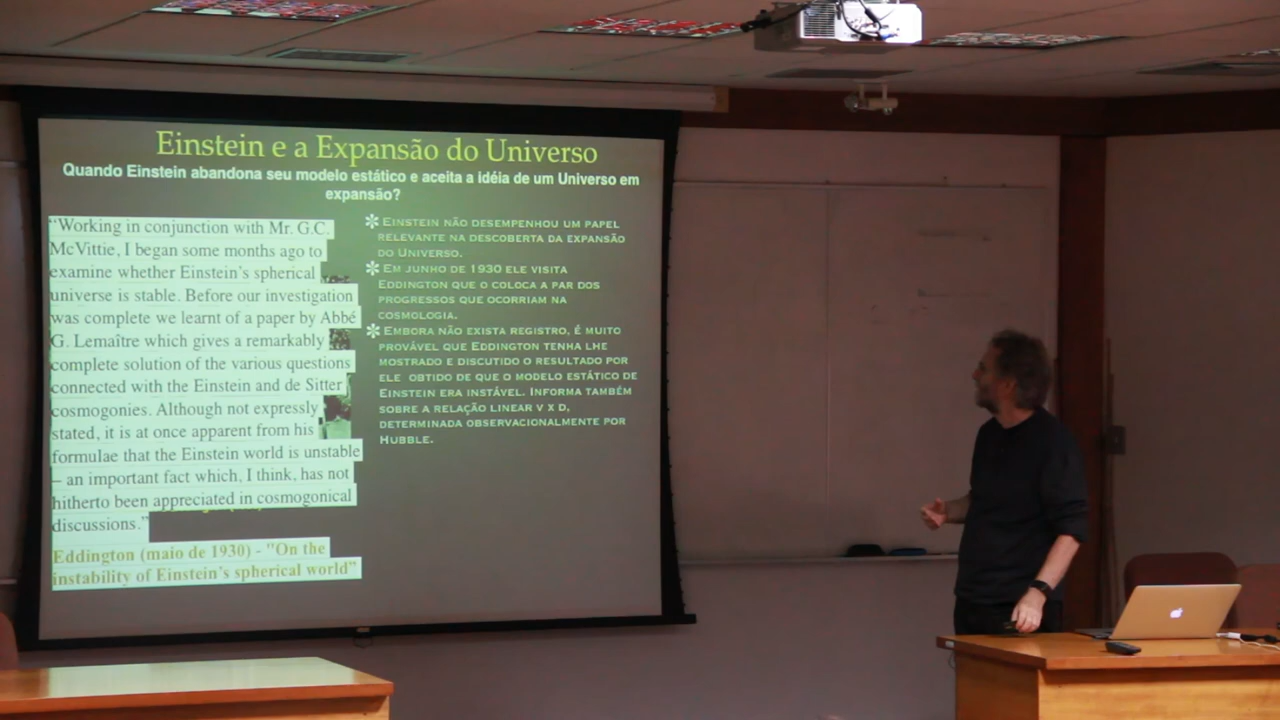 Einstein e a Expansão do Universo
Quando Einstein abandona seu modelo estático e aceita a idéia de um Universo em
expansão?
“Working in conjunction with Mr. G.C.
McVittie, I began some months ago to
examine whether Einstein's spherical
universe is stable. Before our investigation
was complete we learnt of a paper by Abbé
G. Lemaître which gives a remarkably
complete solution of the various questions
connected with the Einstein and de Sitter
cosmogonies. Although not expressly
stated, it is at once apparent from his
formulae that the Einstein world is unstable
– an important fact which, I think, has not
hitherto been appreciated in cosmogonical
discussions.”
Eddington (maio de 1930) - "On the
instability of Einstein's spherical world”
✻ EINSTEIN NÃO DESEMPENHOU UM PAPEL
RELEVANTE NA DESCOBERTA DA EXPANSÃO
DO UNIVERSO.
✻ EM JUNHO DE 1930 ELE VISITA
EDDINGTON QUE O COLOCA A PAR DOS
PROGRESSOS QUE OCORRIAM NA
COSMOLOGIA.
✻ EMBORA NÃO EXISTA REGISTRO, É MUITO
PROVÁVEL QUE EDDINGTON TENHA LHE
MOSTRADO E DISCUTIDO O RESULTADO POR
ELE OBTIDO DE QUE O MODELO ESTÁTICO DE
EINSTEIN ERA INSTÁVEL. INFORMA TAMBÉM
SOBRE A RELAÇÃO LINEAR V X D,
DETERMINADA OBSERVACIONALMENTE POR
HUBBLE.